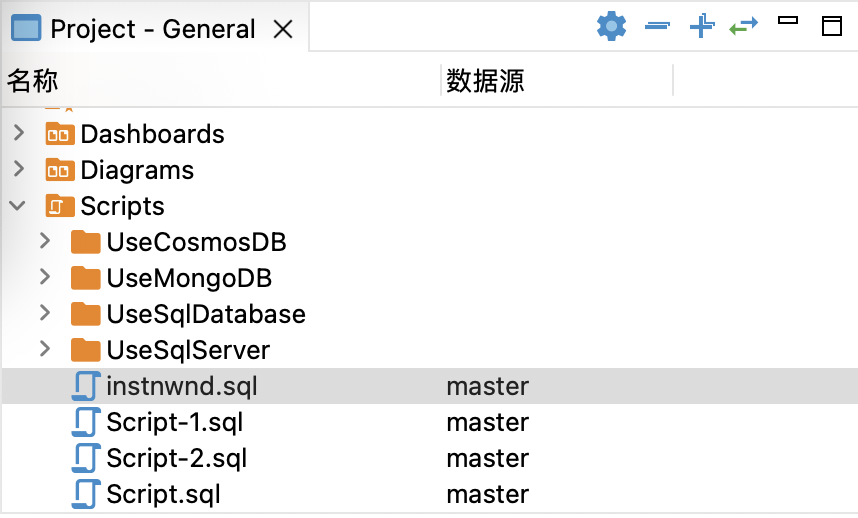 Project - General
名称 数据源
Dashboards
Diagrams
Scripts
UseCosmosDB
UseMongoDB
UseSqlDatabase
UseSqlServer
instnwnd.sql master
Script-1.sql master
Script-2.sql master
Script.sql master